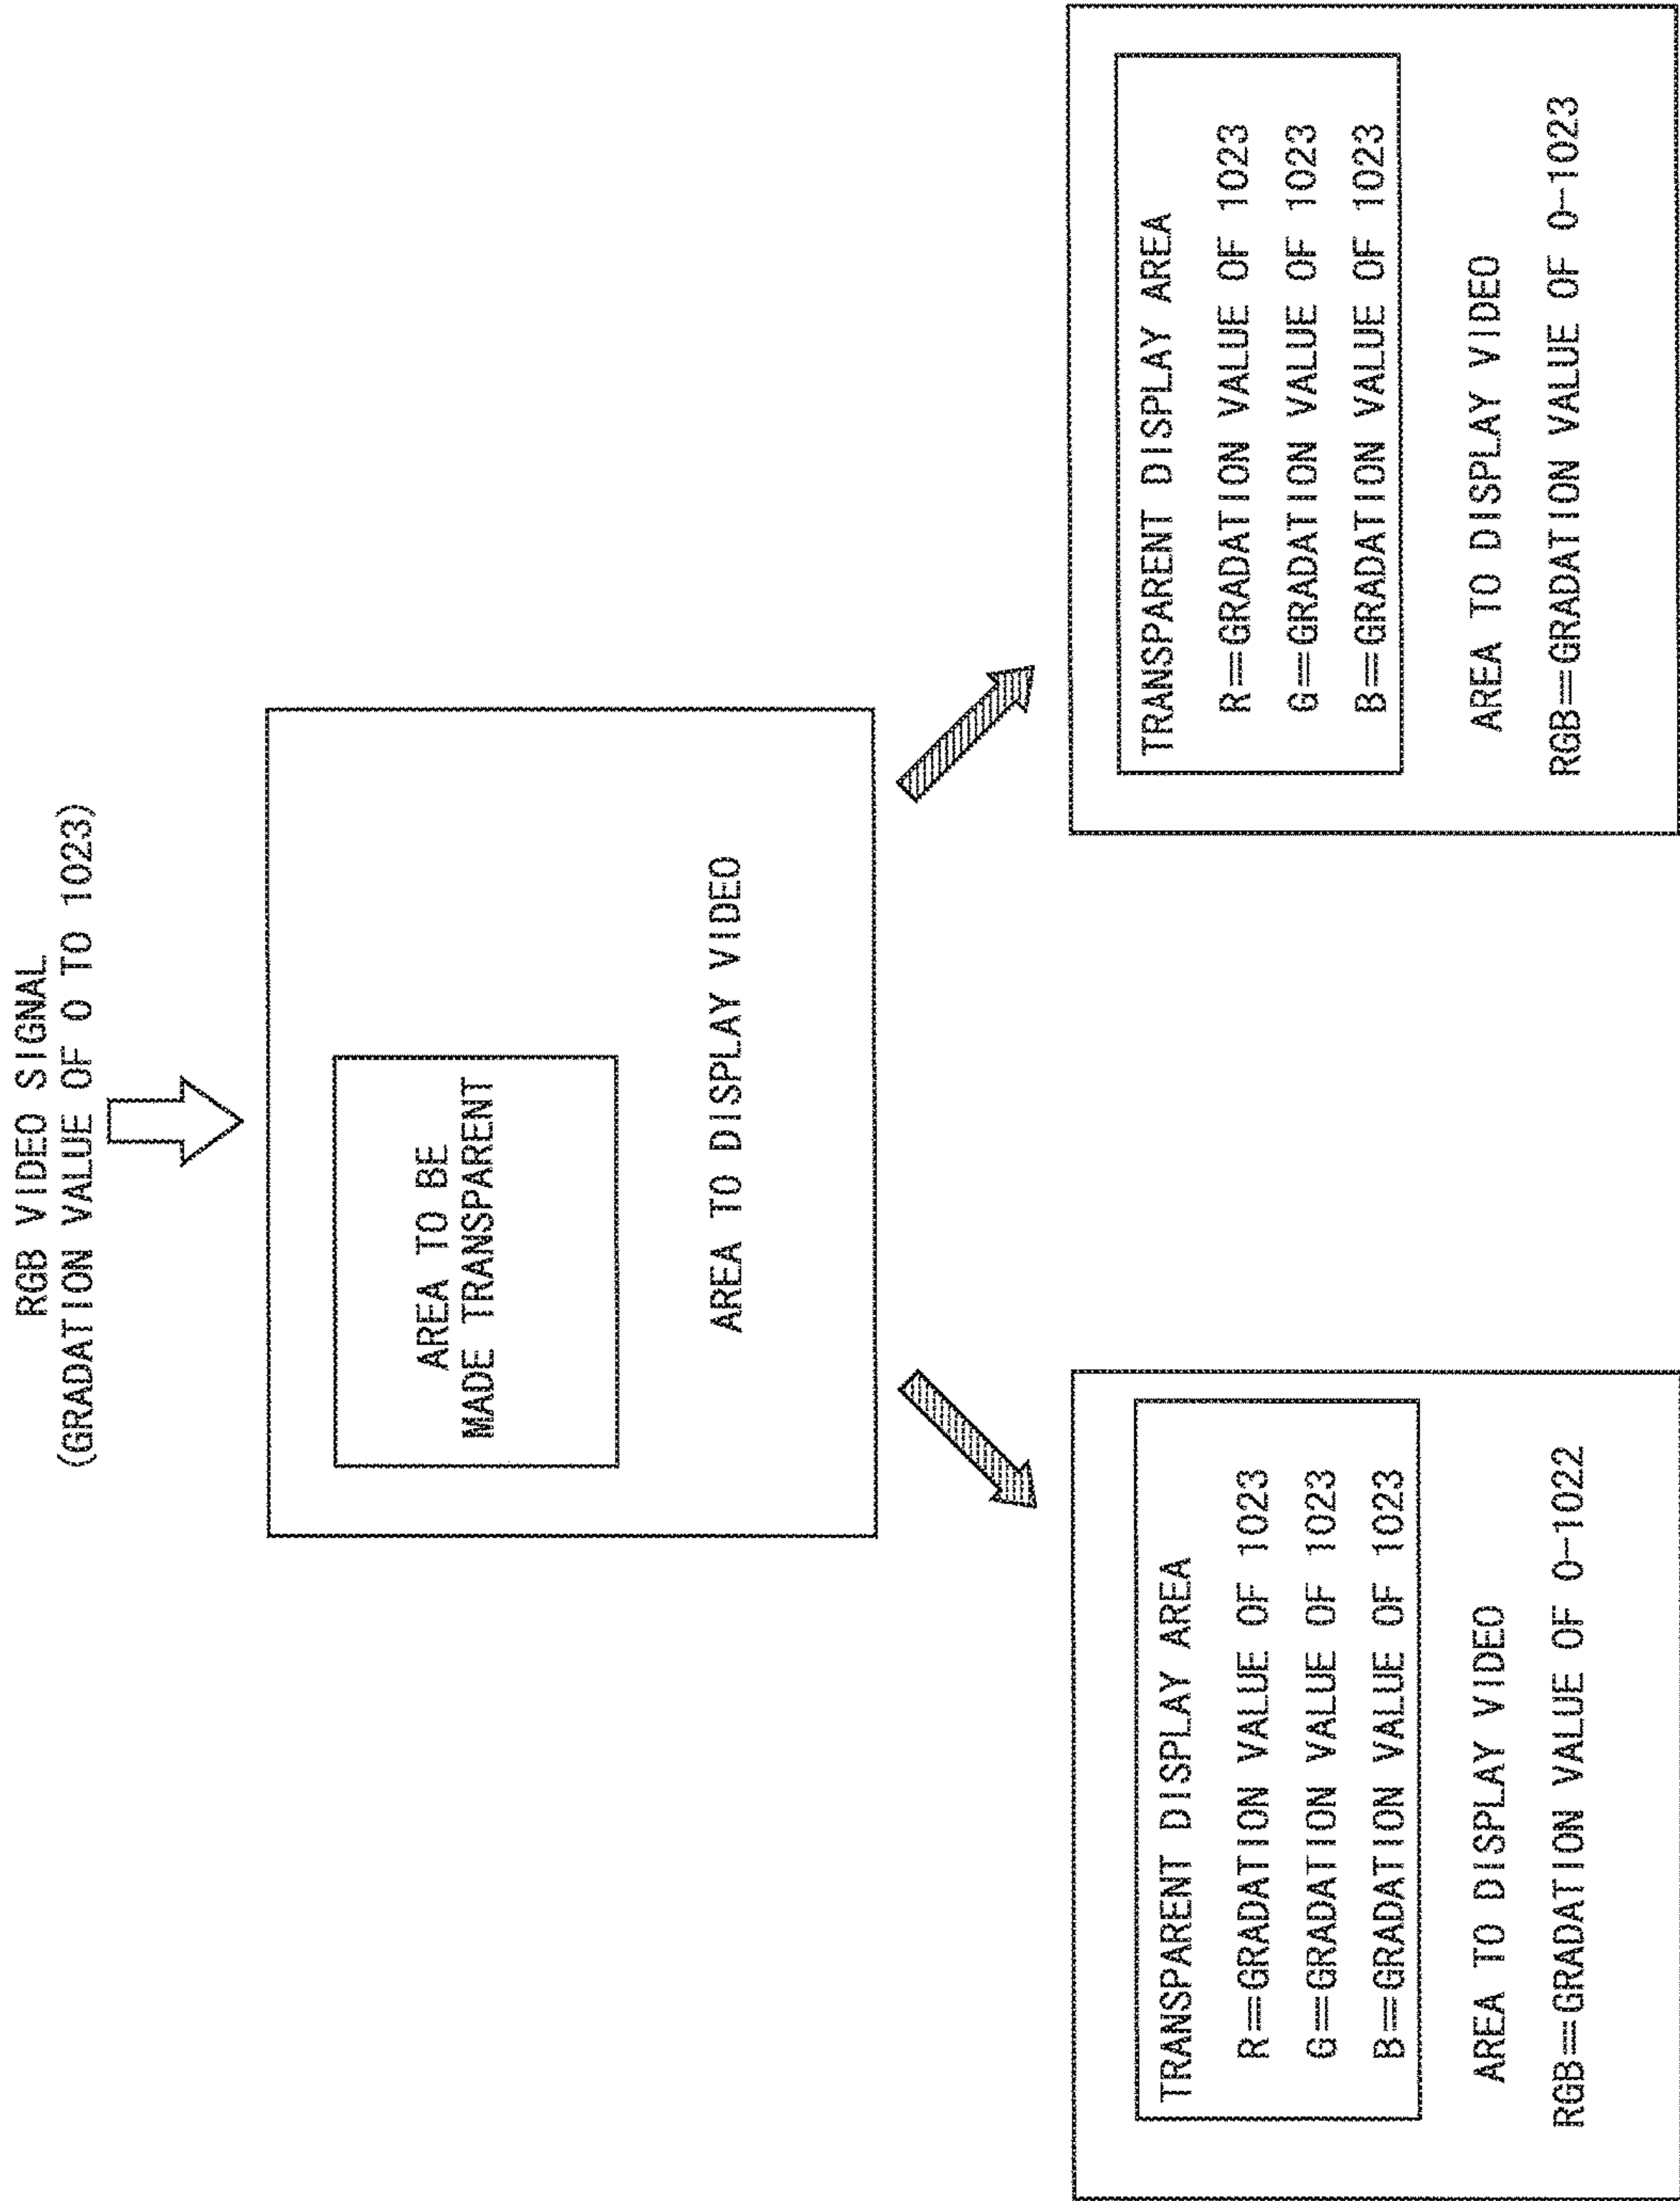 RGB VIDEO SIGNAL
(GRADATION VALUE OF 0 TO 1023)
AREA TO BE
MADE TRANSPARENT
AREA TO DISPLAY VIDEO
TRANSPARENT DISPLAY AREA
R==GRADATION VALUE OF 1023
G==GRADATION VALUE OF 1023
B==GRADATION VALUE OF 1023
AREA TO DISPLAY VIDEO
RGB==GRADATION VALUE OF 0-1022
TRANSPARENT DISPLAY AREA
R==GRADATION VALUE OF 1023
G==GRADATION VALUE OF 1023
B==GRADATION VALUE OF 1023
AREA TO DISPLAY VIDEO
RGB==GRADATION VALUE OF 0-1023